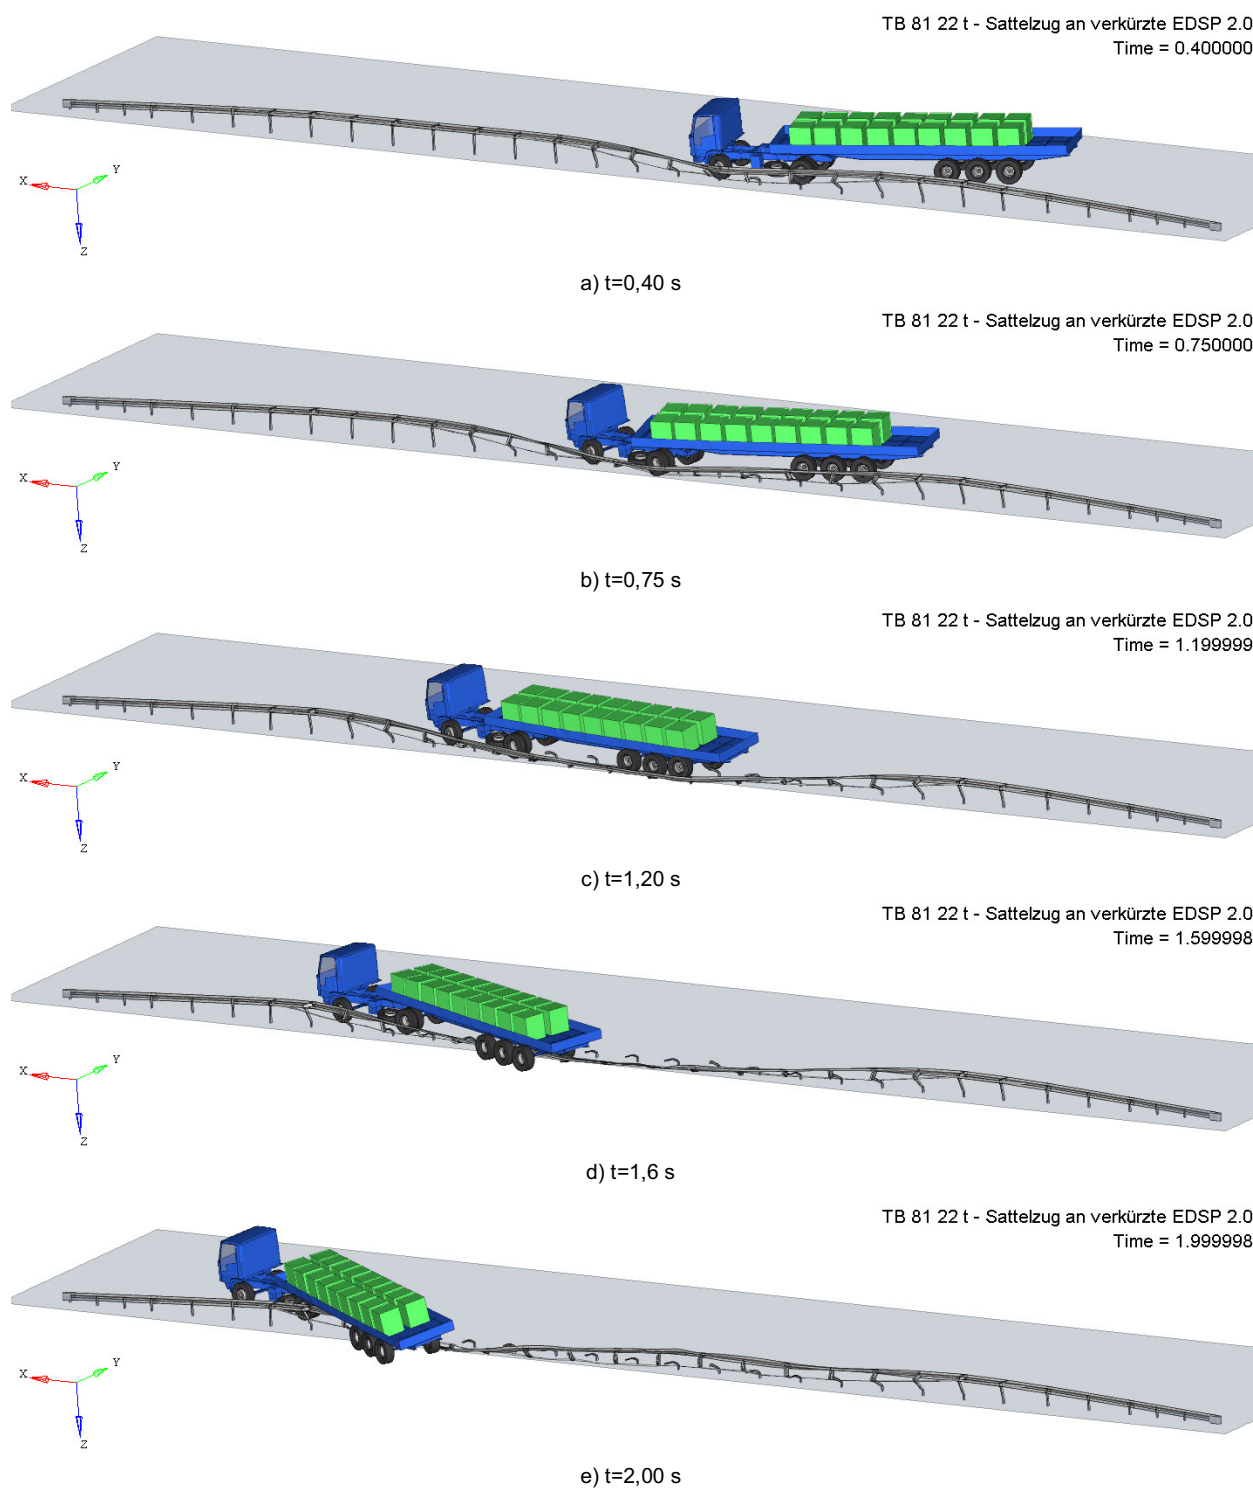 TB 81 22 t - Sattelzug an verkürzte EDSP 2.0
Time = 0.400000
X
Y
Z
a) t=0,40 s
TB 81 22 t - Sattelzug an verkürzte EDSP 2.0
Time = 0.750000
X
Y
Z
b) t=0,75 s
TB 81 22 t - Sattelzug an verkürzte EDSP 2.0
Time = 1.199999
X
Y
Z
c) t=1,20 s
TB 81 22 t - Sattelzug an verkürzte EDSP 2.0
Time = 1.599998
X
Y
Z
d) t=1,6 s
TB 81 22 t - Sattelzug an verkürzte EDSP 2.0
Time = 1.999998
X
Y
Z
e) t=2,00 s